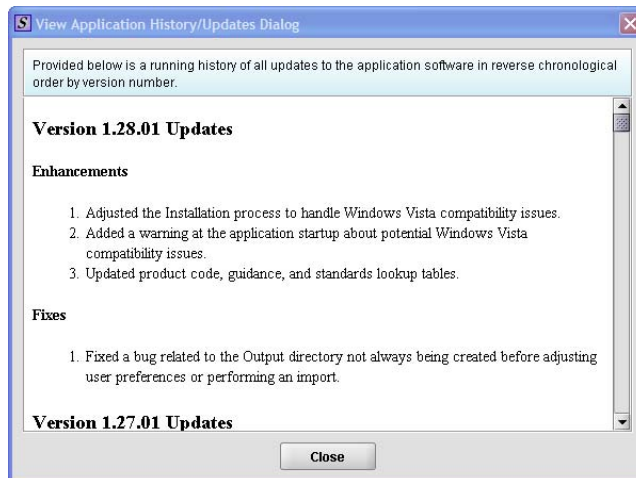 S View Application History/Updates Dialog
Provided below is a running history of all updates to the application software in reverse chronological
order by version number.
Version 1.28.01 Updates
Enhancements
1. Adjusted the Installation process to handle Windows Vista compatibility issues.
2. Added a warning at the application startup about potential Windows Vista
compatibility issues.
3. Updated product code, guidance, and standards lookup tables.
Fixes
1. Fixed a bug related to the Output directory not always being created before adjusting
user preferences or performing an import.
Version 1.27.01 Updates
Close